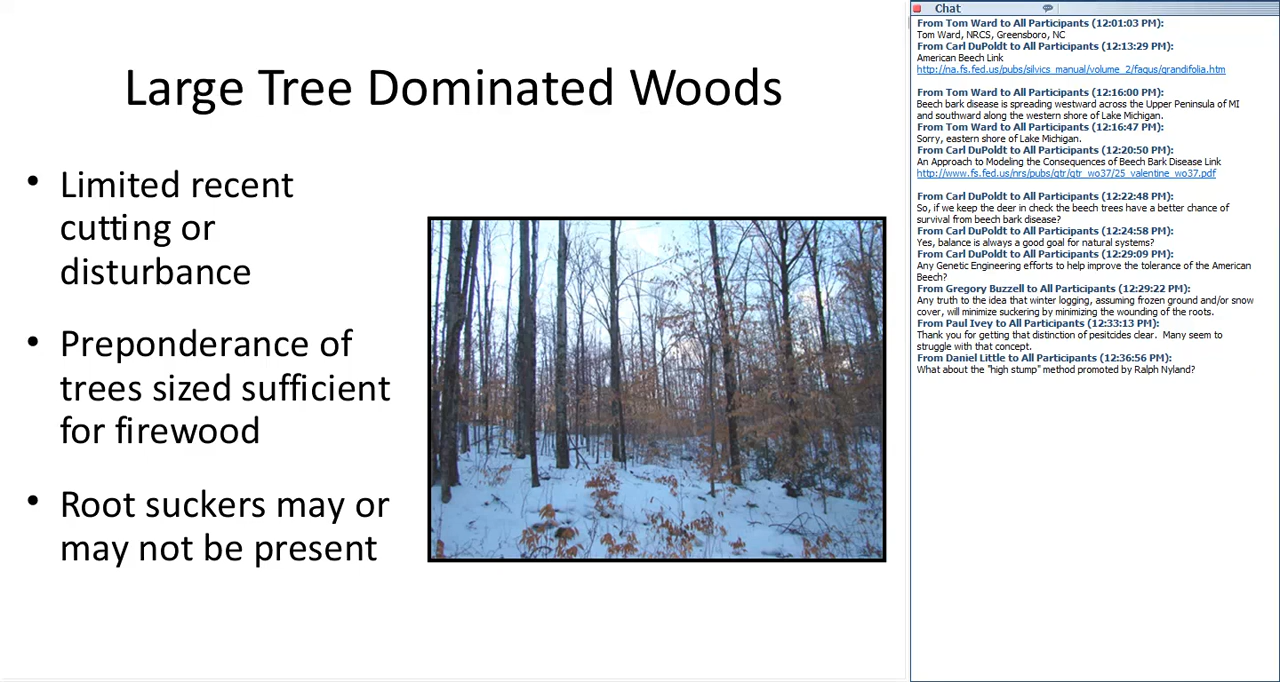 Large Tree Dominated Woods
• Limited recent
cutting or
disturbance
• Preponderance of
trees sized sufficient
for firewood
• Root suckers may or
may not be present
Chat
From Tom Ward to All Participants (12:01:03 PM):
Tom Ward, NRCS, Greensboro, NC
From Carl DuPoldt to All Participants (12:13:29 PM):
American Beech Link
http://na.fs.fed.us/pubs/silvics_manual/volume_2/fagus/grandifolia.htm
From Tom Ward to All Participants (12:16:00 PM):
Beech bark disease is spreading westward across the Upper Peninsula of MI
and southward along the western shore of Lake Michigan.
From Tom Ward to All Participants (12:16:47 PM):
Sorry, eastern shore of Lake Michigan.
From Carl DuPoldt to All Participants (12:20:50 PM):
An Approach to Modeling the Consequences of Beech Bark Disease Link
http://www.fs.fed.us/nrs/pubs/gtr/gtr_wo37/25_valentine_wo37.pdf
From Carl DuPoldt to All Participants (12:22:48 PM):
So, if we keep the deer in check the beech trees have a better chance of
survival from beech bark disease?
From Carl DuPoldt to All Participants (12:24:58 PM):
Yes, balance is always a good goal for natural systems?
From Carl DuPoldt to All Participants (12:29:09 PM):
Any Genetic Engineering efforts to help improve the tolerance of the American
Beech?
From Gregory Buzzell to All Participants (12:29:22 PM):
Any truth to the idea that winter logging, assuming frozen ground and/or snow
cover, will minimize suckering by minimizing the wounding of the roots.
From Paul Ivey to All Participants (12:33:13 PM):
Thank you for getting that distinction of pesitcides clear.  Many seem to
struggle with that concept.
From Daniel Little to All Participants (12:36:56 PM):
What about the "high stump" method promoted by Ralph Nyland?